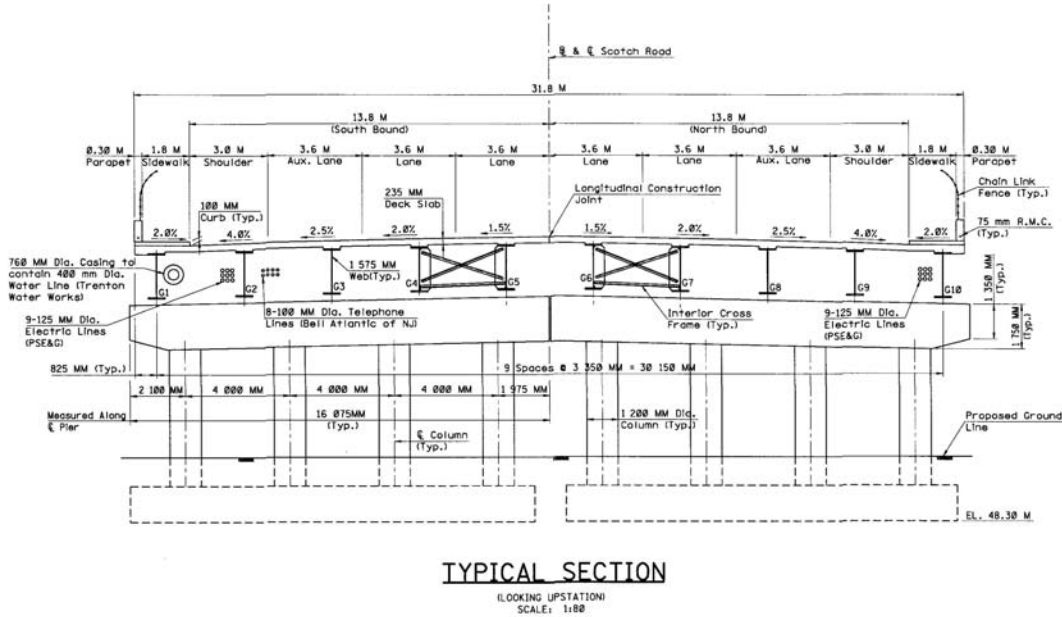 ℄ & ℄ Scotch Road
31.8 M
13.8 M
(South Bound)
13.8 M
(North Bound)
0.30 M
Parapet
1.8 M
Sidewalk
3.0 M
Shoulder
3.6 M
Aux. Lane
3.6 M
Lane
3.6 M
Lane
3.6 M
Lane
3.6 M
Lane
3.6 M
Aux. Lane
3.0 M
Shoulder
1.8 M
Sidewalk
0.30 M
Parapet
100 MM
Curb (Typ.)
235 MM
Deck Slab
Longitudinal Construction
Joint
Chain Link
Fence (Typ.)
75 mm R.M.C.
(Typ.)
2.0%
4.0%
2.5%
2.0%
1.5%
1.5%
2.0%
2.5%
4.0%
2.0%
760 MM Dia. Casing to
contain 400 mm Dia.
Water Line (Trenton
Water Works)
1 575 MM
Web(Typ.)
G1
G2
G3
G4
G5
G6
G7
G8
G9
G10
9-125 MM Dia.
Electric Lines
(PSE&G)
8-100 MM Dia. Telephone
Lines (Bell Atlantic of NJ)
Interior Cross
Frame (Typ.)
9-125 MM Dia.
Electric Lines
(PSE&G)
1 350 MM
(Typ.)
1 750 MM
(Typ.)
825 MM (Typ.)
9 Spaces @ 3 350 MM = 30 150 MM
2 100 MM
4 000 MM
4 000 MM
4 000 MM
1 975 MM
Measured Along
℄ Pier
16 075MM
(Typ.)
1 200 MM Dia.
Column (Typ.)
℄ Column
(Typ.)
Proposed Ground
Line
EL. 48.30 M
TYPICAL SECTION
(LOOKING UPSTATION)
SCALE: 1:80